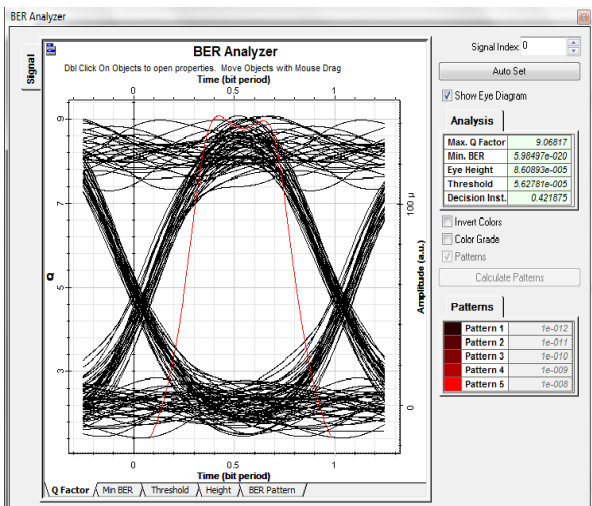 BER Analyzer
Signal
BER Analyzer
Dbl Click On Objects to open properties. Move Objects with Mouse Drag
Time (bit period)
0 0.5 1
Q
3 5 7 9
Amplitude (a.u.)
0 100 µ
0 0.5 1
Time (bit period)
Q Factor Min BER Threshold Height BER Pattern
Signal Index: 0
Auto Set
Show Eye Diagram
Analysis
Max. Q Factor 9.06817
Min. BER 5.98497e-020
Eye Height 8.60893e-005
Threshold 5.62781e-005
Decision Inst. 0.421875
Invert Colors
Color Grade
Patterns
Calculate Patterns
Patterns
Pattern 1 1e-012
Pattern 2 1e-011
Pattern 3 1e-010
Pattern 4 1e-009
Pattern 5 1e-008